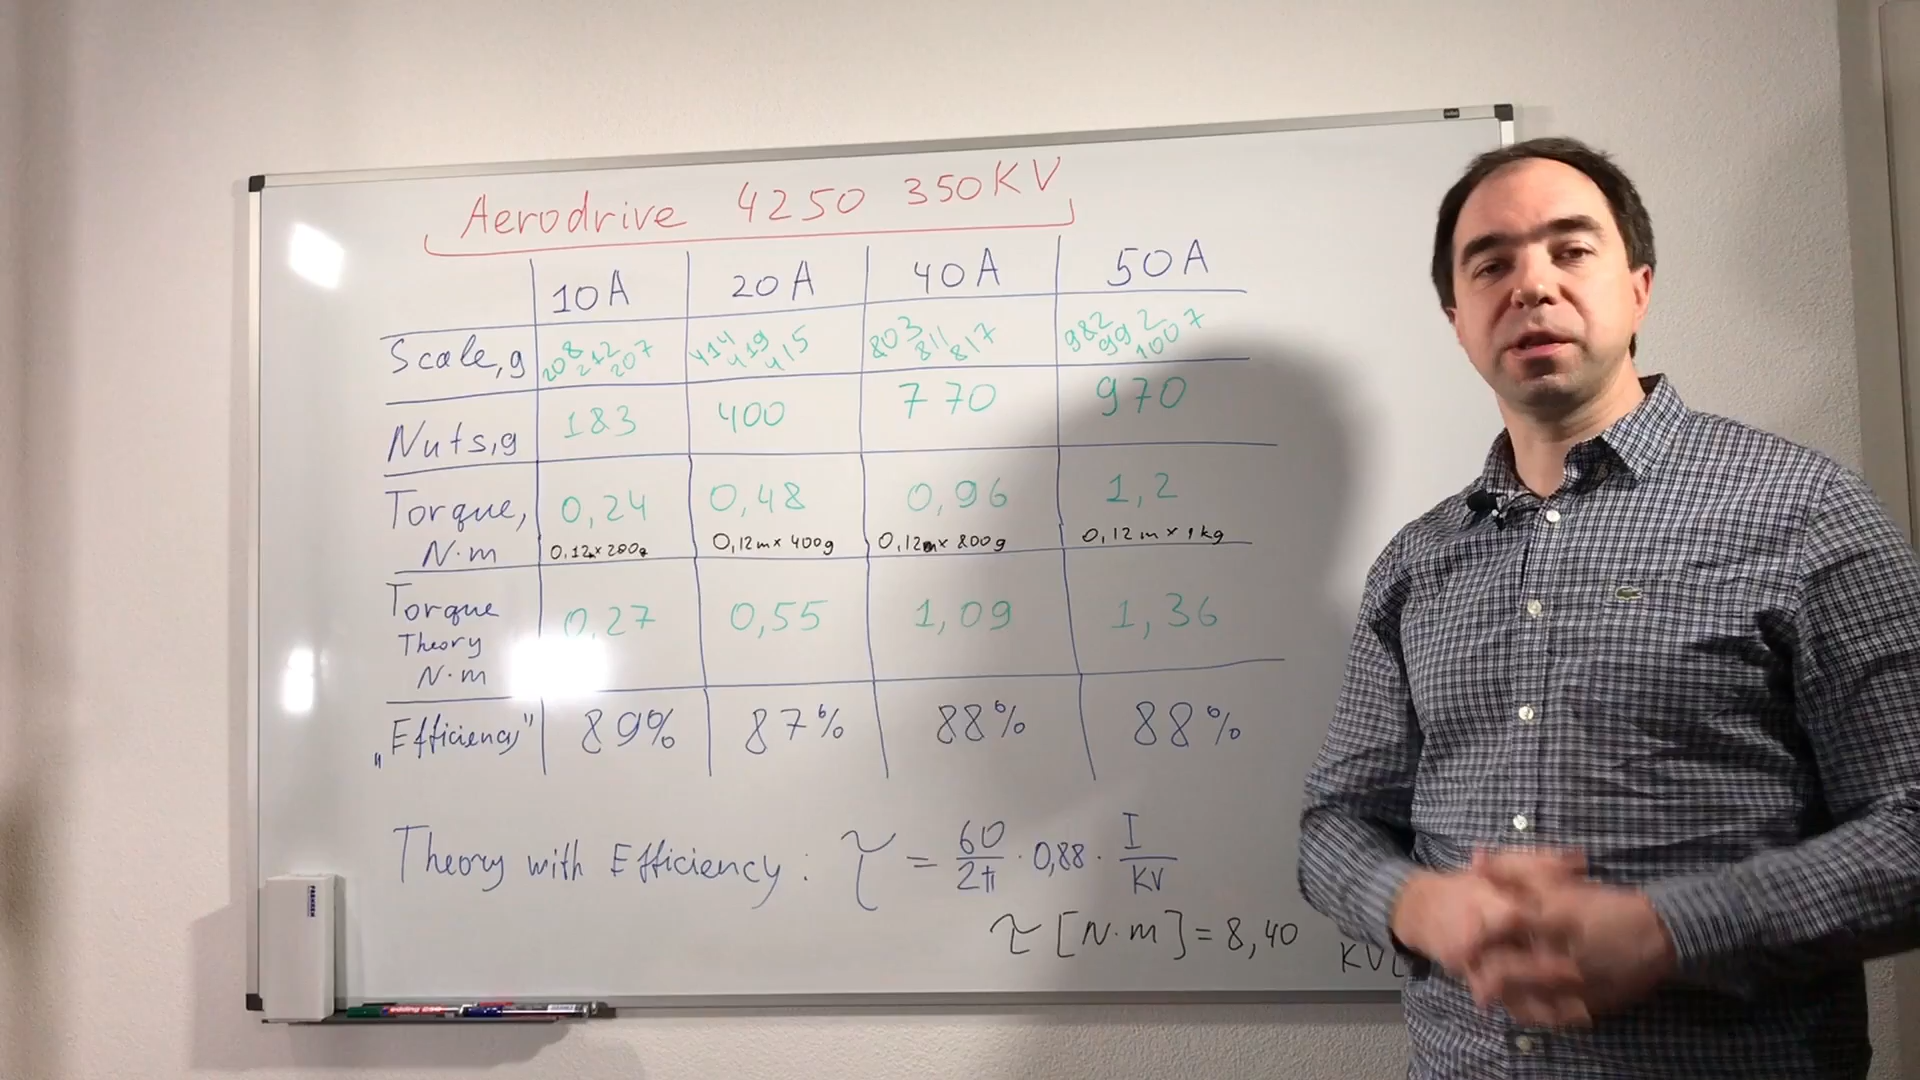 Aerodrive 4250 350KV
10A 20A 40A 50A
Scale,g 208 212 207 414 419 415 803 811 817 982 992 1007
Nuts,g 183 400 770 970
Torque, N·m 0,24 0,48 0,96 1,2
0,12m x 200g 0,12m x 400g 0,12m x 800g 0,12m x 1kg
Torque Theory N·m 0,27 0,55 1,09 1,36
„Efficiency" 89% 87% 88% 88%
Theory with Efficiency: τ = 60/2π · 0,88 · I/KV
τ [N·m] = 8,40
KV[